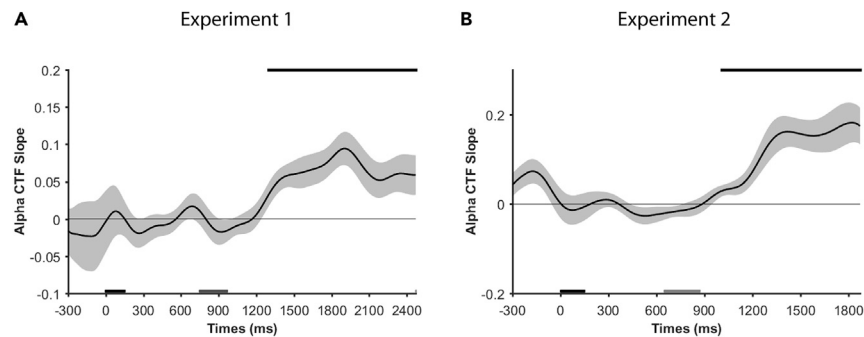 A
Experiment 1
Alpha CTF Slope
0.2
0.15
0.1
0.05
0
-0.05
-0.1
-300 0 300 600 900 1200 1500 1800 2100 2400
Times (ms)
B
Experiment 2
Alpha CTF Slope
0.2
0
-0.2
-300 0 300 600 900 1200 1500 1800
Times (ms)